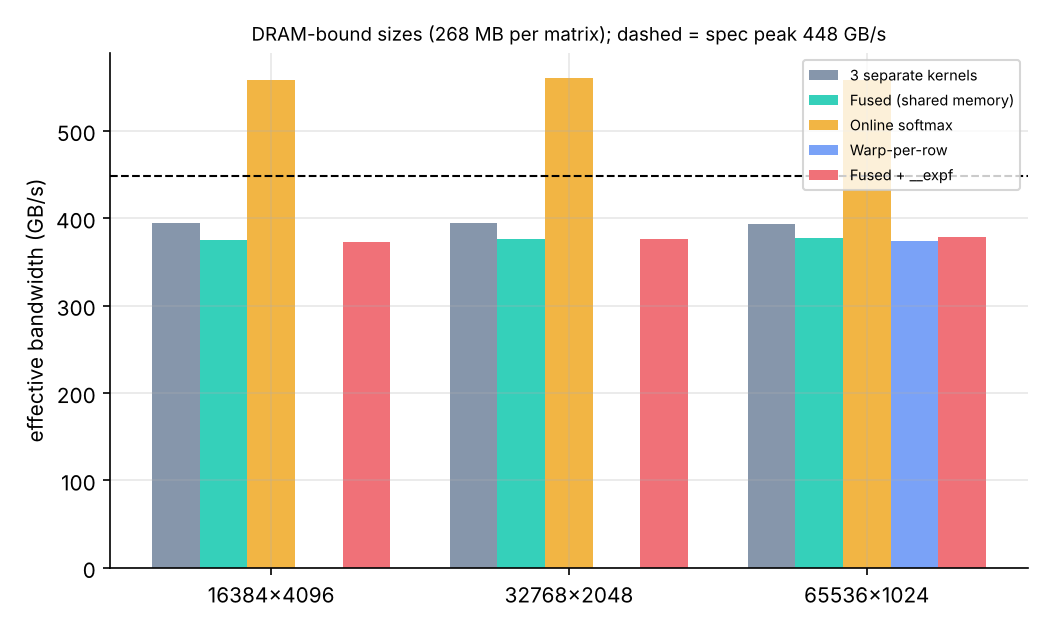 DRAM-bound sizes (268 MB per matrix); dashed = spec peak 448 GB/s
3 separate kernels
Fused (shared memory)
Online softmax
Warp-per-row
Fused + __expf
effective bandwidth (GB/s)
500
400
300
200
100
0
16384×4096
32768×2048
65536×1024